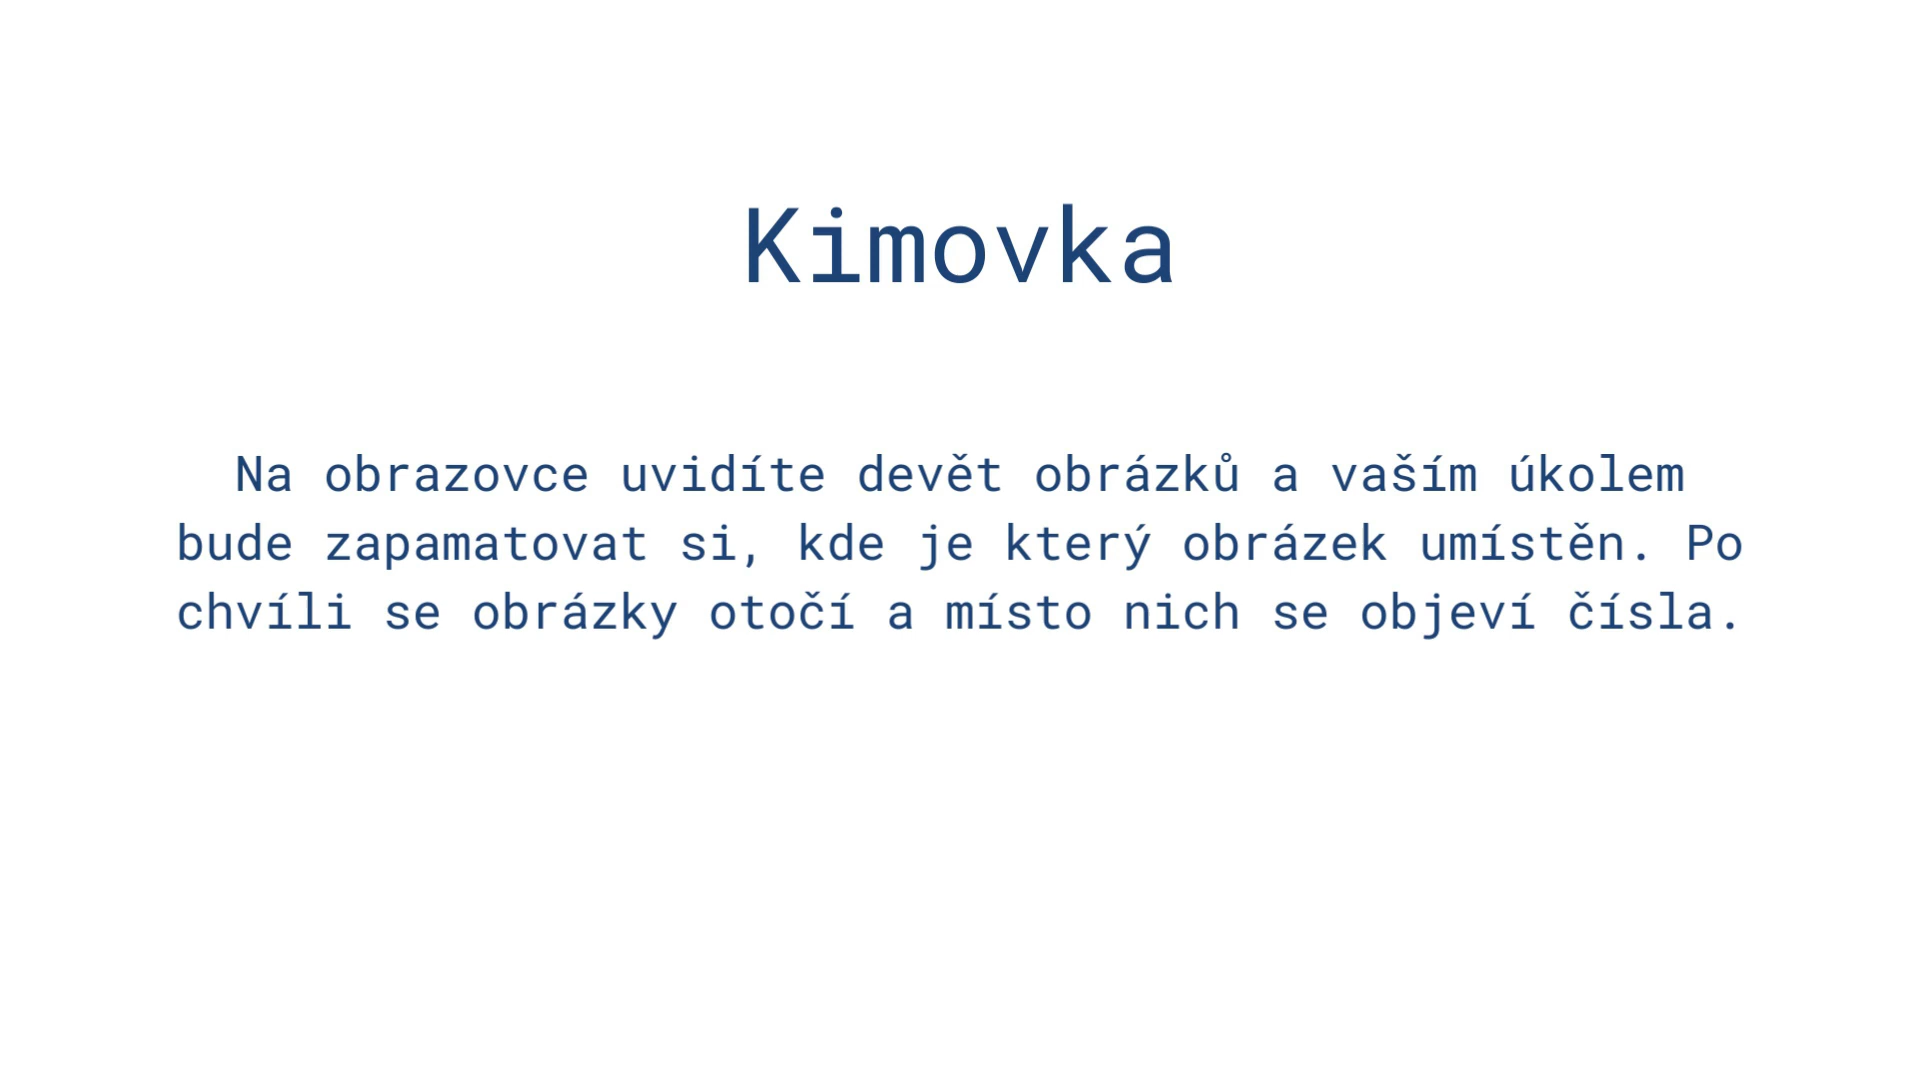 Kimovka
Na obrazovce uvidíte devět obrázků a vaším úkolem
bude zapamatovat si, kde je který obrázek umístěn. Po
chvíli se obrázky otočí a místo nich se objeví čísla.